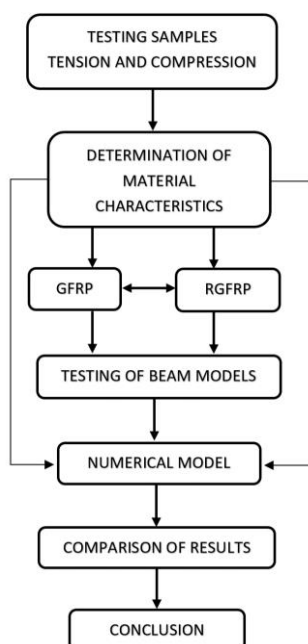 TESTING SAMPLES
TENSION AND COMPRESSION
DETERMINATION OF
MATERIAL
CHARACTERISTICS
GFRP
RGFRP
TESTING OF BEAM MODELS
NUMERICAL MODEL
COMPARISON OF RESULTS
CONCLUSION